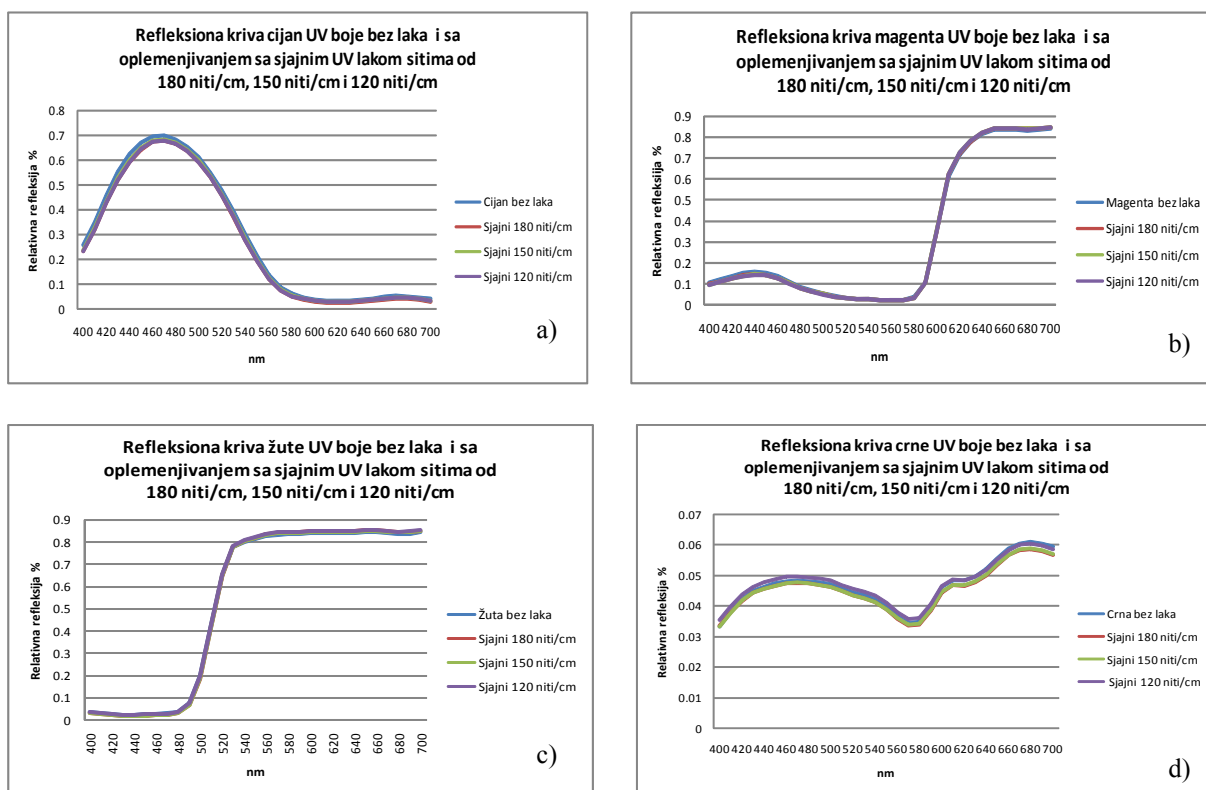 Refleksiona kriva cijan UV boje bez laka i sa
oplemenjivanjem sa sjajnim UV lakom sitima od
180 niti/cm, 150 niti/cm i 120 niti/cm
Relativna refleksija %
0.8
0.7
0.6
0.5
0.4
0.3
0.2
0.1
0
400 420 440 460 480 500 520 540 560 580 600 620 640 660 680 700
nm
Cijan bez laka
Sjajni 180 niti/cm
Sjajni 150 niti/cm
Sjajni 120 niti/cm
a)
Refleksiona kriva magenta UV boje bez laka i sa
oplemenjivanjem sa sjajnim UV lakom sitima od
180 niti/cm, 150 niti/cm i 120 niti/cm
Relativna refleksiija %
0.9
0.8
0.7
0.6
0.5
0.4
0.3
0.2
0.1
0
400 420 440 460 480 500 520 540 560 580 600 620 640 660 680 700
nm
Magenta bez laka
Sjajni 180 niti/cm
Sjajni 150 niti/cm
Sjajni 120 niti/cm
b)
Refleksiona kriva žute UV boje bez laka i sa
oplemenjivanjem sa sjajnim UV lakom sitima od
180 niti/cm, 150 niti/cm i 120 niti/cm
Relativna refleksija %
0.9
0.8
0.7
0.6
0.5
0.4
0.3
0.2
0.1
0
400 420 440 460 480 500 520 540 560 580 600 620 640 660 680 700
nm
Žuta bez laka
Sjajni 180 niti/cm
Sjajni 150 niti/cm
Sjajni 120 niti/cm
c)
Refleksiona kriva crne UV boje bez laka i sa
oplemenjivanjem sa sjajnim UV lakom sitima od
180 niti/cm, 150 niti/cm i 120 niti/cm
Relativna refleksija %
0.07
0.06
0.05
0.04
0.03
0.02
0.01
0
400 420 440 460 480 500 520 540 560 580 600 620 640 660 680 700
nm
Crna bez laka
Sjajni 180 niti/cm
Sjajni 150 niti/cm
Sjajni 120 niti/cm
d)